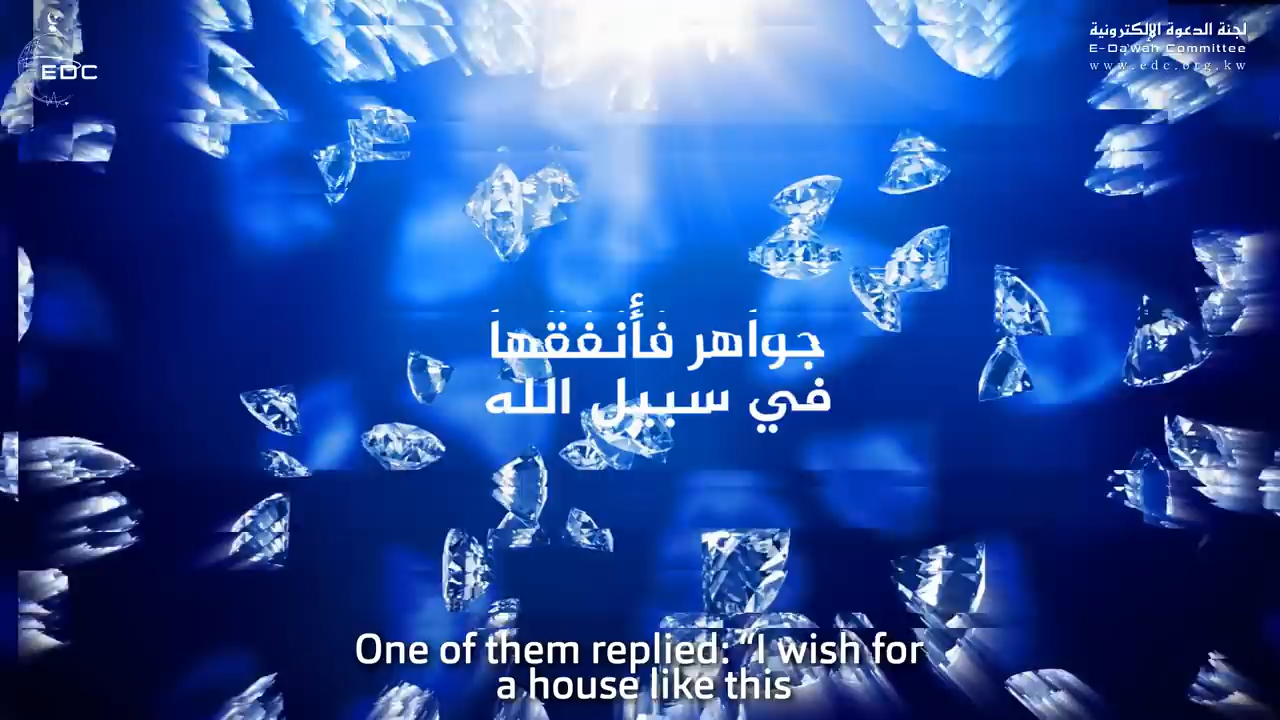 EDC
لجنة الدعوة الإلكترونية
E-Da'wah Committee
www.edc.org.kw
جواهر فأنفقها
في سبيل الله
One of them replied: “I wish for
a house like this